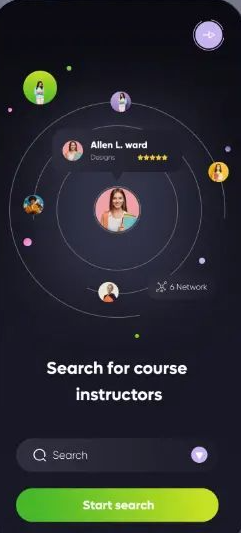 Allen L. ward
Designs
6 Network
Search for course
instructors
Search
Start search